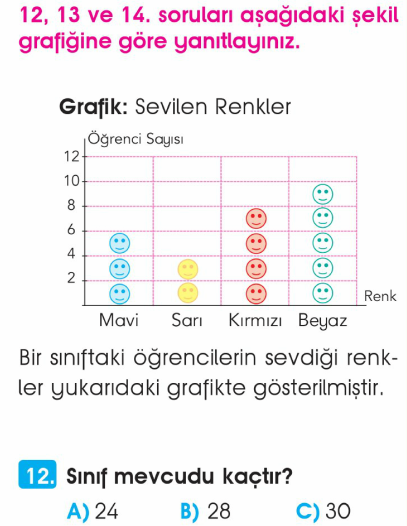 12, 13 ve 14. soruları aşağıdaki şekil
grafiğine göre yanıtlayınız.
Grafik: Sevilen Renkler
Öğrenci Sayısı
12
10
8
6
4
2
Renk
Mavi Sarı Kırmızı Beyaz
Bir sınıftaki öğrencilerin sevdiği renk-
ler yukarıdaki grafikte gösterilmiştir.
12. Sınıf mevcudu kaçtır?
A) 24 B) 28 C) 30